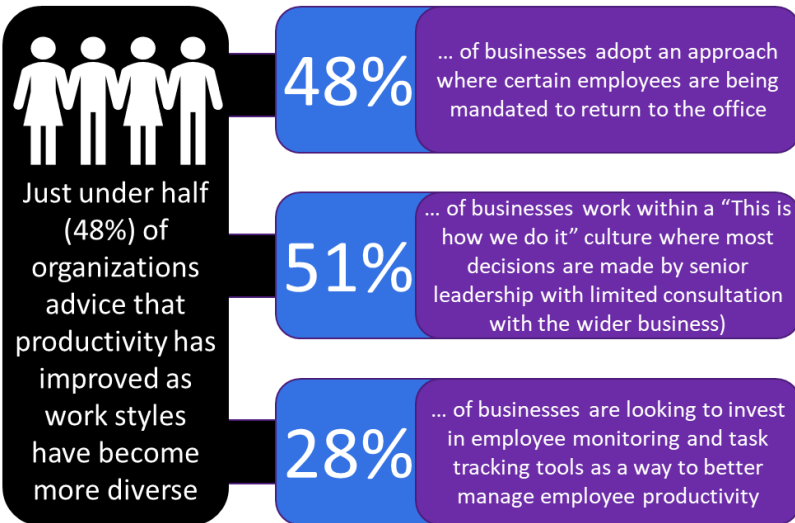 Just under half
(48%) of
organizations
advice that
productivity has
improved as
work styles
have become
more diverse
48%
... of businesses adopt an approach
where certain employees are being
mandated to return to the office
51%
... of businesses work within a “This is
how we do it” culture where most
decisions are made by senior
leadership with limited consultation
with the wider business)
28%
... of businesses are looking to invest
in employee monitoring and task
tracking tools as a way to better
manage employee productivity